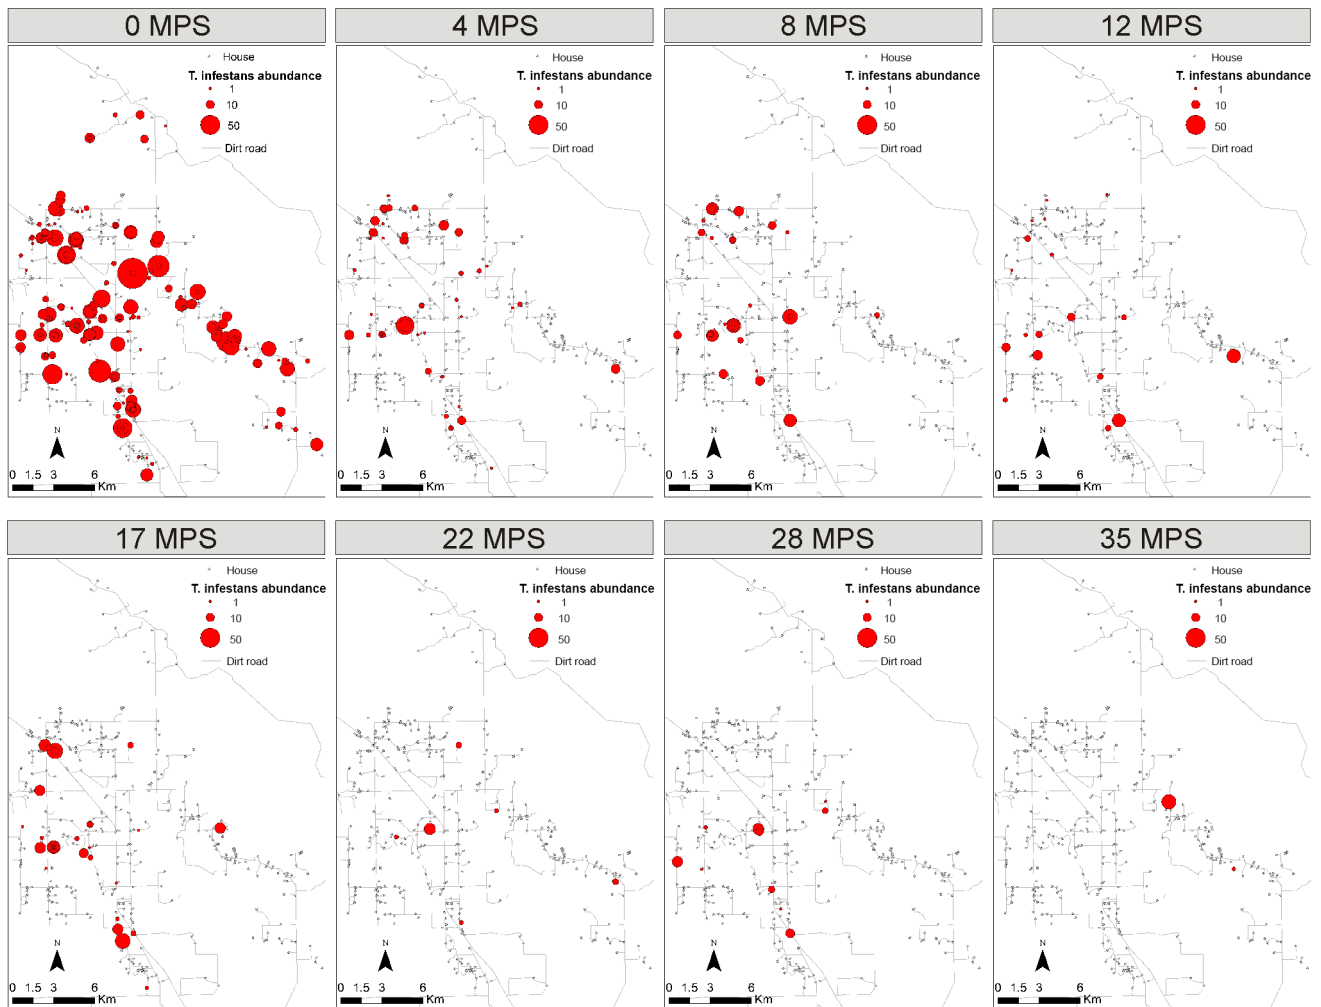 0 MPS
House
T. infestans abundance
1
10
50
Dirt road
N
0 1.5 3 6
Km
4 MPS
House
T. infestans abundance
1
10
50
Dirt road
N
0 1.5 3 6
Km
8 MPS
House
T. infestans abundance
1
10
50
Dirt road
N
0 1.5 3 6
Km
12 MPS
House
T. infestans abundance
1
10
50
Dirt road
N
0 1.5 3 6
Km
17 MPS
House
T. infestans abundance
1
10
50
Dirt road
N
0 1.5 3 6
Km
22 MPS
House
T. infestans abundance
1
10
50
Dirt road
N
0 1.5 3 6
Km
28 MPS
House
T. infestans abundance
1
10
50
Dirt road
N
0 1.5 3 6
Km
35 MPS
House
T. infestans abundance
1
10
50
Dirt road
N
0 1.5 3 6
Km